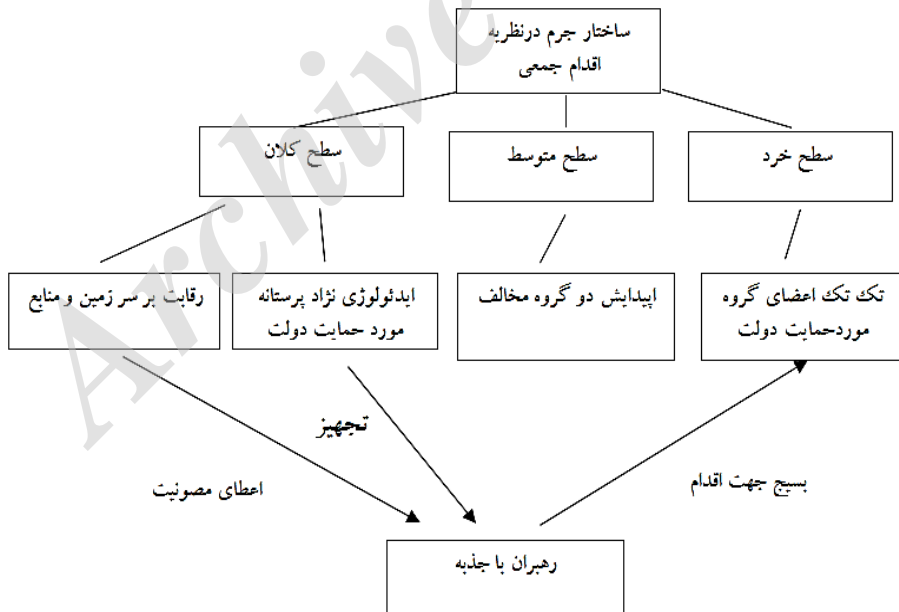 ساختار جرم درنظریه
اقدام جمعی
سطح خرد
سطح متوسط
سطح کلان
تک تک اعضای گروه
موردحمایت دولت
اپیدایش دو گروه مخالف
ایدئولوژی نژاد پرستانه
مورد حمایت دولت
رقابت بر سر زمین و منابع
تجهیز
بسیج جهت اقدام
اعطای مصونیت
رهبران با جذبه
Archive